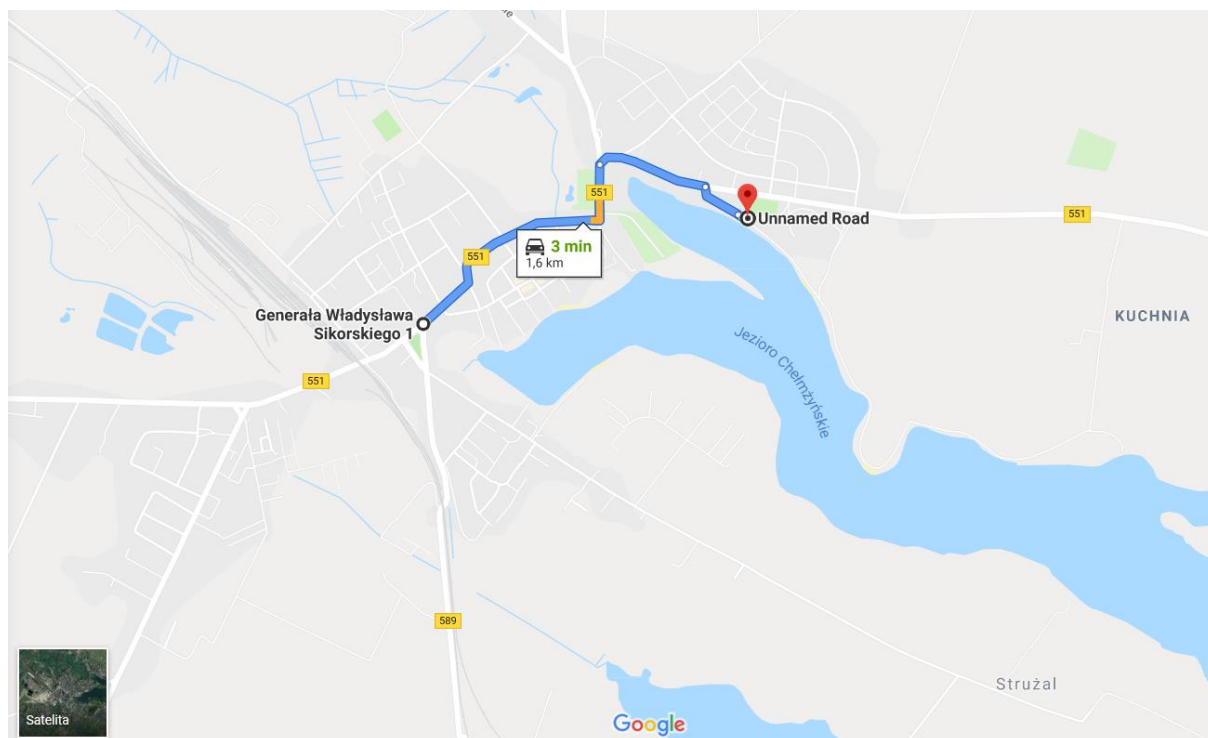 551
Unnamed Road
551
551
3 min
1,6 km
Generała Władysława
Sikorskiego 1
KUCHNIA
Jezioro Chełmżyńskie
551
589
Strużal
Satelita
Google